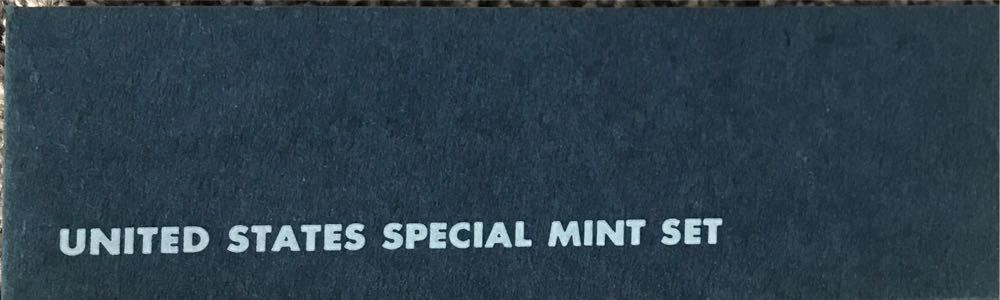 UNITED STATES SPECIAL MINT SET